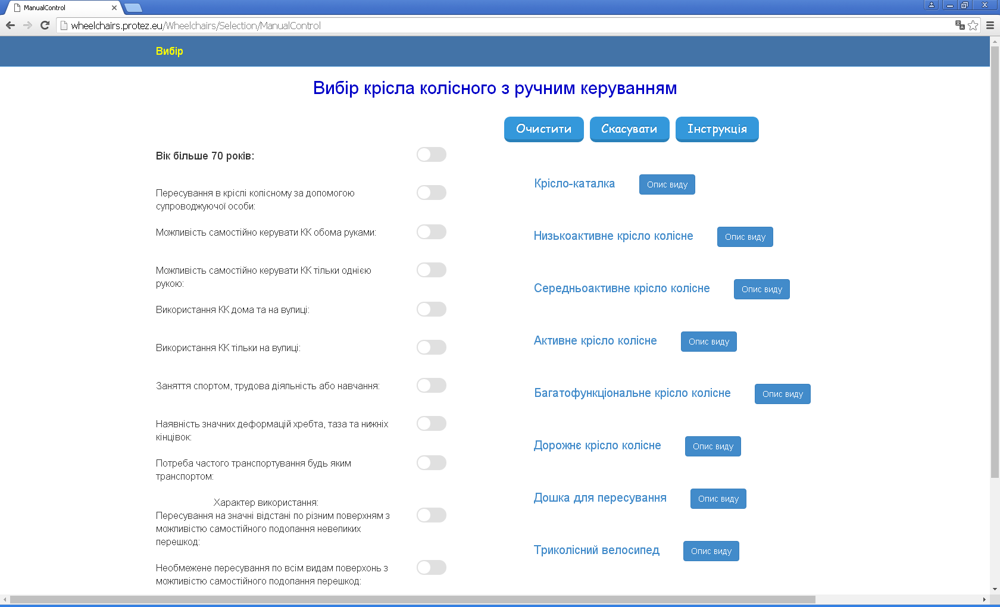 ManualControl
wheelchairs.protez.eu/Wheelchairs/Selection/ManualControl
Вибір
Вибір крісла колісного з ручним керуванням
Очистити
Скасувати
Інструкція
Вік більше 70 років:
Пересування в кріслі колісному за допомогою
супроводжуючої особи:
Можливість самостійно керувати КК обома руками:
Можливість самостійно керувати КК тільки однією
рукою:
Використання КК дома та на вулиці:
Використання КК тільки на вулиці:
Заняття спортом, трудова діяльність або навчання:
Наявність значних деформацій хребта, таза та нижніх
кінцівок:
Потреба частого транспортування будь яким
транспортом:
Характер використання:
Пересування на значні відстані по різним поверхням з
можливістю самостійного подолання невеликих
перешкод:
Необмежене пересування по всім видам поверхонь з
можливістю самостійного подолання перешкод:
Крісло-каталка
Опис виду
Низькоактивне крісло колісне
Опис виду
Середньоактивне крісло колісне
Опис виду
Активне крісло колісне
Опис виду
Багатофункціональне крісло колісне
Опис виду
Дорожнє крісло колісне
Опис виду
Дошка для пересування
Опис виду
Триколісний велосипед
Опис виду